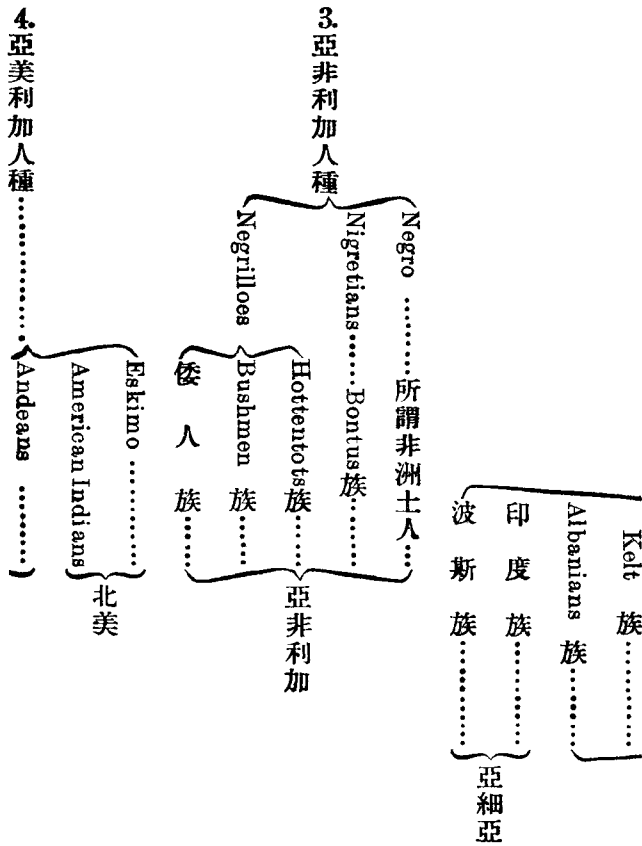 Kelt 族………
Albanians 族………
印度族………
波斯族………
亞細亞
3. 亞非利加人種
Negro ………所謂非洲土人
Nigretians……Bontus族………
Negrilloes
Hottentots族……
Bushmen 族……
倭人族……
亞非利加
4. 亞美利加人種………………
Eskimo …………
American Indians
北美
Andeans ………